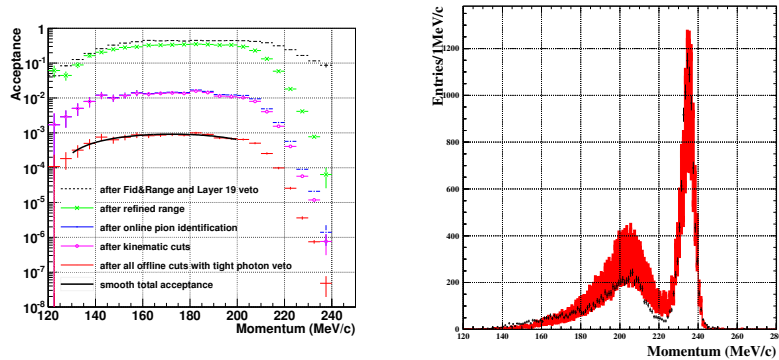 Acceptance
1
10⁻¹
10⁻²
10⁻³
10⁻⁴
10⁻⁵
10⁻⁶
10⁻⁷
10⁻⁸
after Fid&Range and Layer 19 veto
after refined range
after online pion identification
after kinematic cuts
after all offline cuts with tight photon veto
smooth total acceptance
120 140 160 180 200 220 240
Momentum (MeV/c)
Entries/1MeV/c
1200
1000
800
600
400
200
0
120 140 160 180 200 220 240 260 28
Momentum (MeV/c)